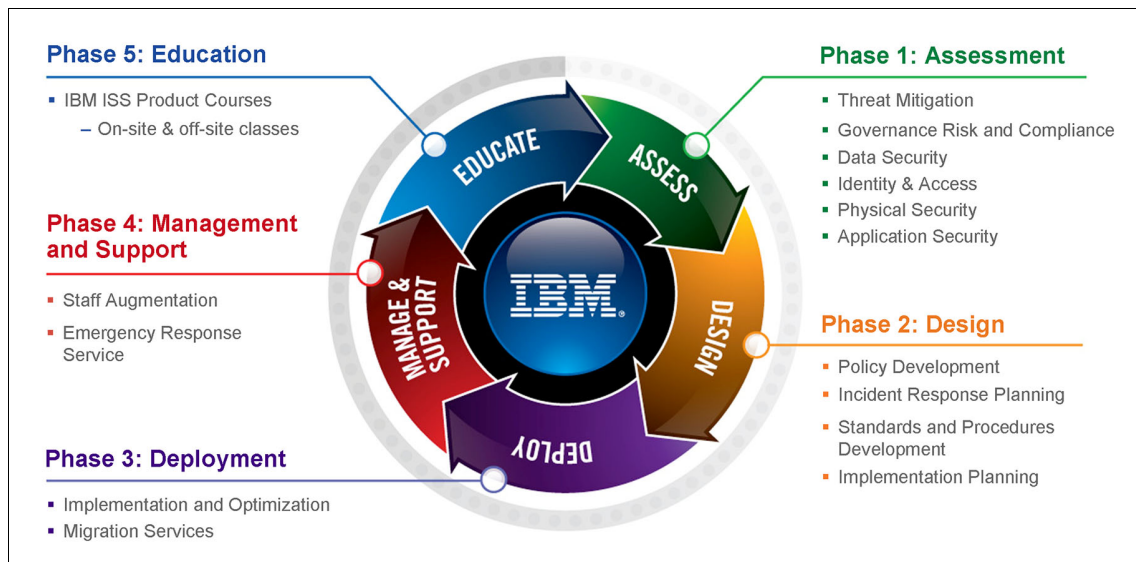 Phase 5: Education
▪ IBM ISS Product Courses
– On-site & off-site classes
Phase 4: Management
and Support
▪ Staff Augmentation
▪ Emergency Response
Service
Phase 3: Deployment
▪ Implementation and Optimization
▪ Migration Services
EDUCATE
ASSESS
DESIGN
DEPLOY
MANAGE &
SUPPORT
IBM®
Phase 1: Assessment
▪ Threat Mitigation
▪ Governance Risk and Compliance
▪ Data Security
▪ Identity & Access
▪ Physical Security
▪ Application Security
Phase 2: Design
▪ Policy Development
▪ Incident Response Planning
▪ Standards and Procedures
Development
▪ Implementation Planning